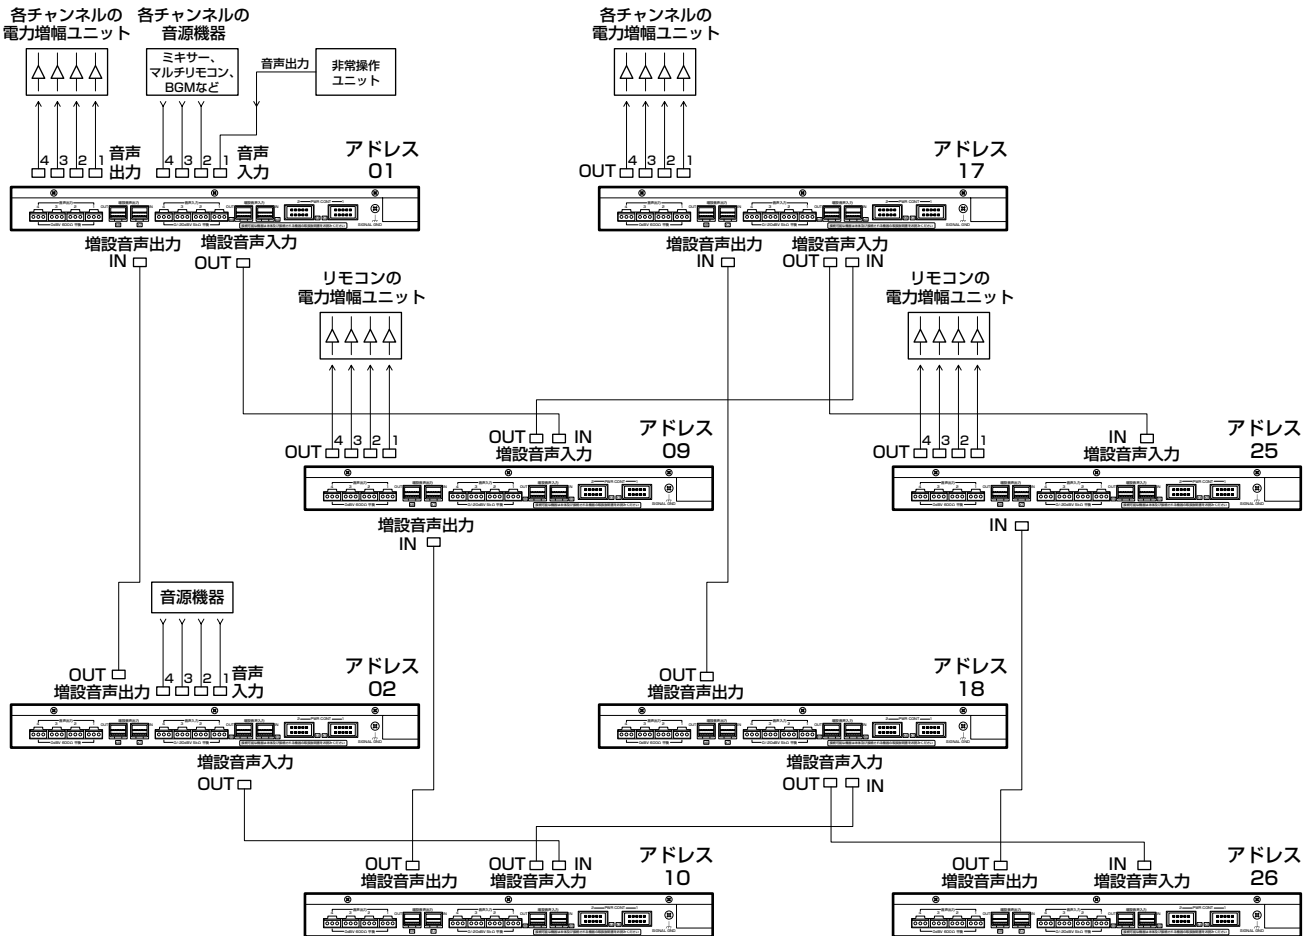 各チャンネルの
電力増幅ユニット
各チャンネルの
音源機器
ミキサー、
マルチリモコン、
BGMなど
音声出力
非常操作
ユニット
4 3 2 1
音声
出力
4 3 2 1
音声
入力
アドレス
01
各チャンネルの
電力増幅ユニット
OUT
4 3 2 1
アドレス
17
増設音声出力
IN
増設音声入力
OUT
増設音声出力
IN
増設音声入力
OUT IN
リモコンの
電力増幅ユニット
リモコンの
電力増幅ユニット
OUT
4 3 2 1
OUT IN
増設音声入力
アドレス
09
OUT
4 3 2 1
IN
増設音声入力
アドレス
25
増設音声出力
IN
IN
音源機器
OUT
増設音声出力
4 3 2 1
音声
入力
アドレス
02
OUT
増設音声出力
アドレス
18
増設音声入力
OUT
増設音声入力
OUT IN
OUT
増設音声出力
OUT IN
増設音声入力
アドレス
10
OUT
増設音声出力
IN
増設音声入力
アドレス
26